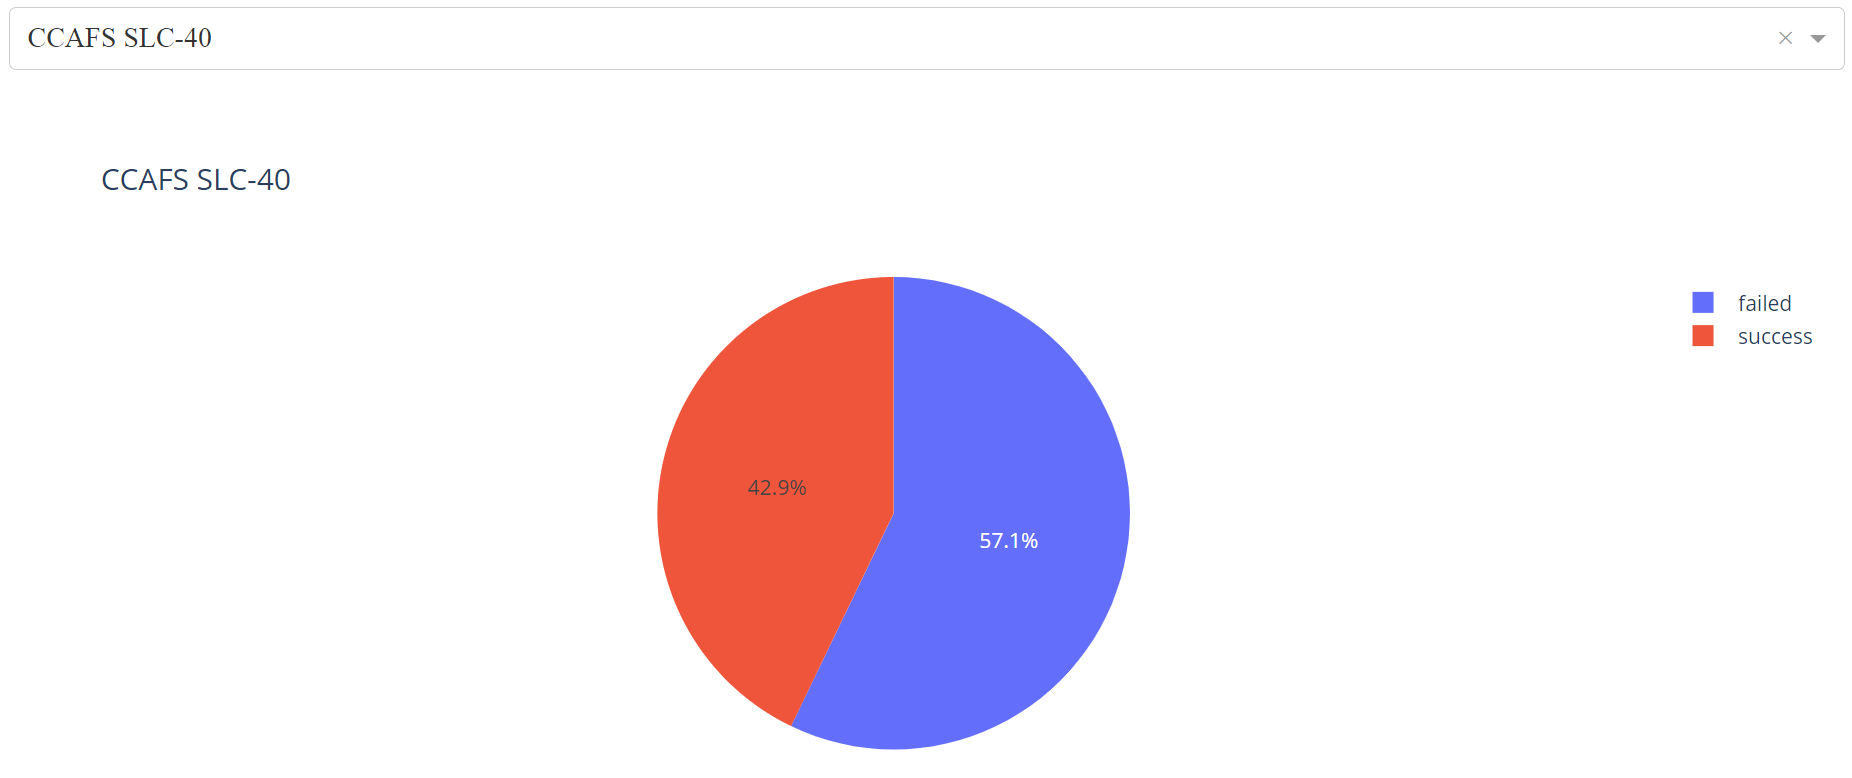 CCAFS SLC-40
CCAFS SLC-40
failed
success
42.9%
57.1%